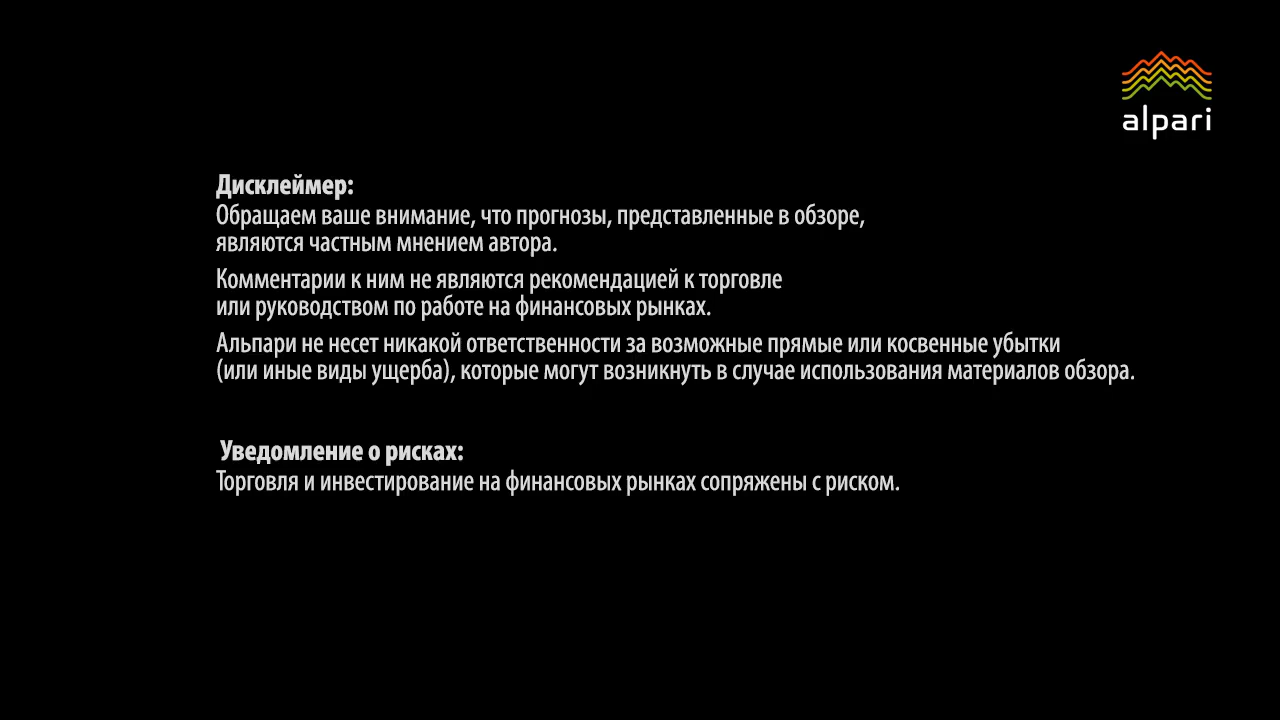 alpari
Дисклеймер:
Обращаем ваше внимание, что прогнозы, представленные в обзоре,
являются частным мнением автора.
Комментарии к ним не являются рекомендацией к торговле
или руководством по работе на финансовых рынках.
Альпари не несет никакой ответственности за возможные прямые или косвенные убытки
(или иные виды ущерба), которые могут возникнуть в случае использования материалов обзора.
Уведомление о рисках:
Торговля и инвестирование на финансовых рынках сопряжены с риском.